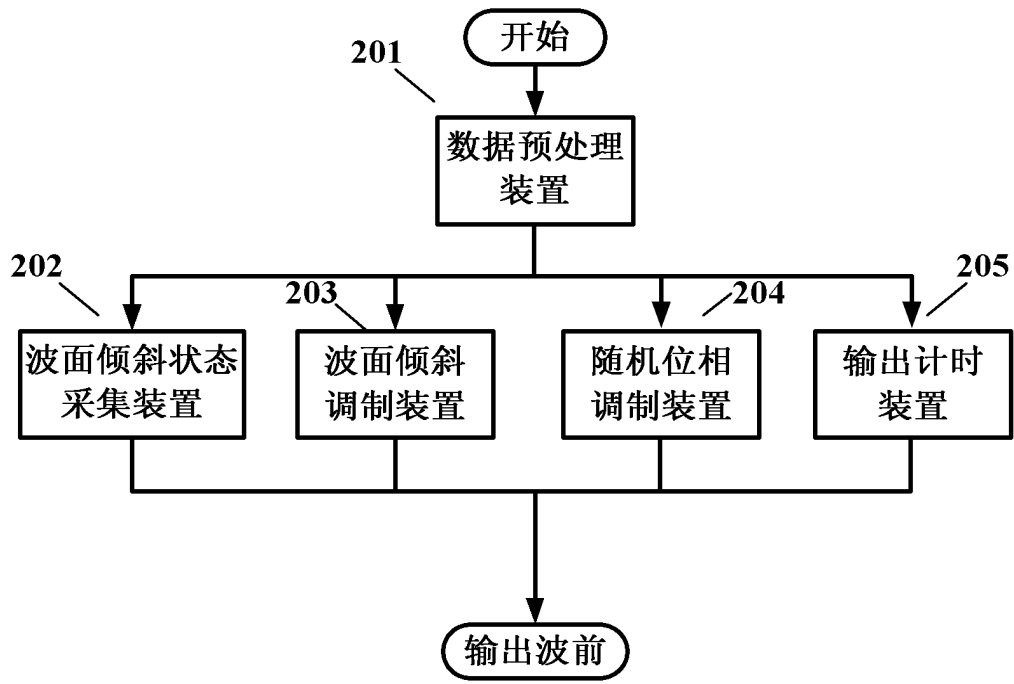 开始
201
数据预处理
装置
202
203
204
205
波面倾斜状态
采集装置
波面倾斜
调制装置
随机位相
调制装置
输出计时
装置
输出波前